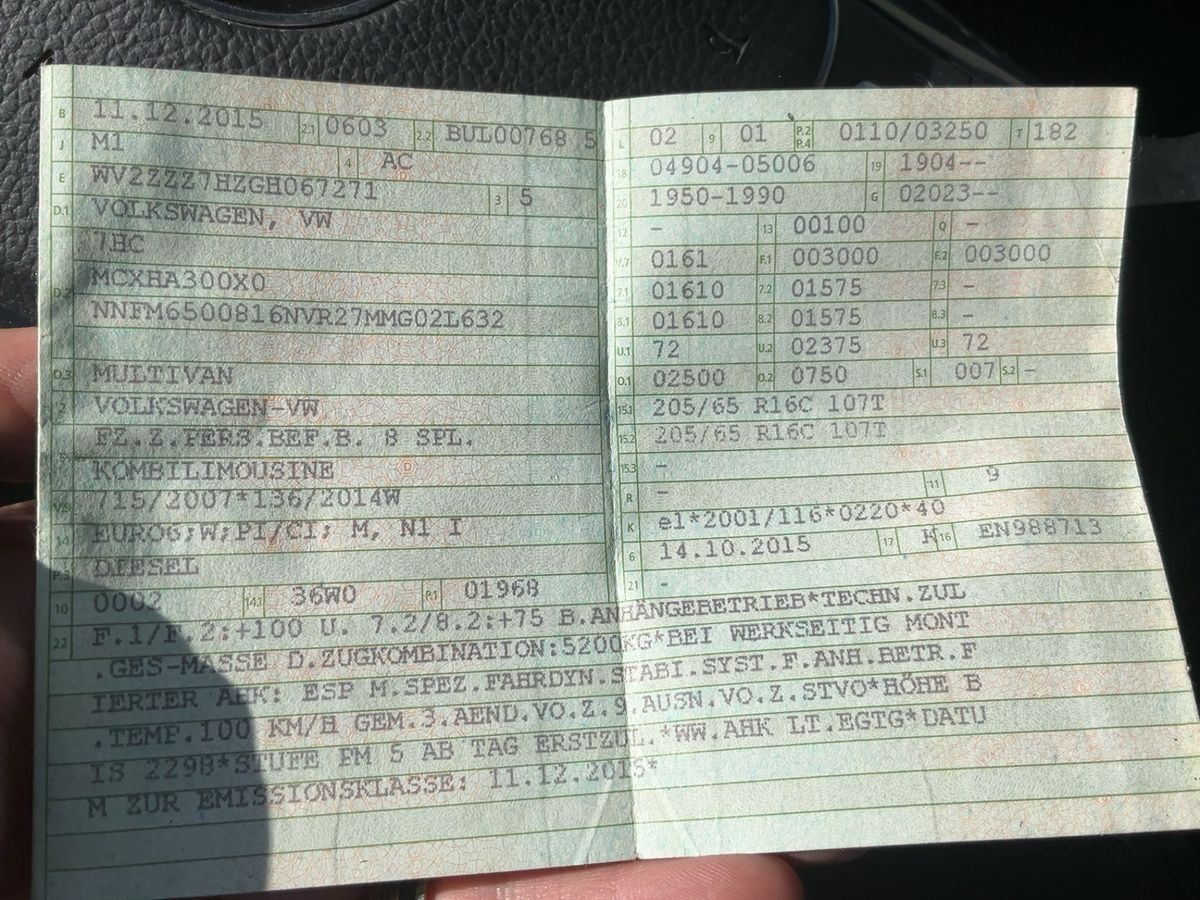 B 11.12.2015 2.1 0603 2.2 BUL00768 5
J M1 4 AC
E WV2ZZZ7HZGH067271 3 5
D.1 VOLKSWAGEN, VW
7HC
D.2 MCXHA300X0
NNFM6500816NVR27MMG02L632
D.3 MULTIVAN
2 VOLKSWAGEN-VW
FZ.Z.PERS.BEF.B. 8 SPL.
5 KOMBILIMOUSINE
V.9 715/2007*136/2014W
14 EURO6;W;PI/CI; M, N1 I
P.3 DIESEL
10 0002 14.1 36W0 P.1 01968
L 02 9 01 P.2 P.4 0110/03250 T 182
18 04904-05006 19 1904--
20 1950-1990 G 02023--
12 - 13 00100 Q -
V.7 0161 F.1 003000 F.2 003000
7.1 01610 7.2 01575 7.3 -
8.1 01610 8.2 01575 8.3 -
U.1 72 U.2 02375 U.3 72
O.1 02500 O.2 0750 S.1 007 S.2 -
15.1 205/65 R16C 107T
15.2 205/65 R16C 107T
15.3 -
R - 11 9
K e1*2001/116*0220*40
6 14.10.2015 17 K 16 EN988713
21 -
22 F.1/F.2:+100 U. 7.2/8.2:+75 B.ANHÄNGEBETRIEB*TECHN.ZUL
.GES-MASSE D.ZUGKOMBINATION:5200KG*BEI WERKSEITIG MONT
IERTER AHK: ESP M.SPEZ.FAHRDYN.STABI.SYST.F.ANH.BETR.F
.TEMP.100 KM/H GEM.3.AEND.VO.Z.9.AUSN.VO.Z.STVO*HÖHE B
IS 2298*STUFE PM 5 AB TAG ERSTZUL.*WW.AHK LT.EGTG*DATU
M ZUR EMISSIONSKLASSE: 11.12.2015*